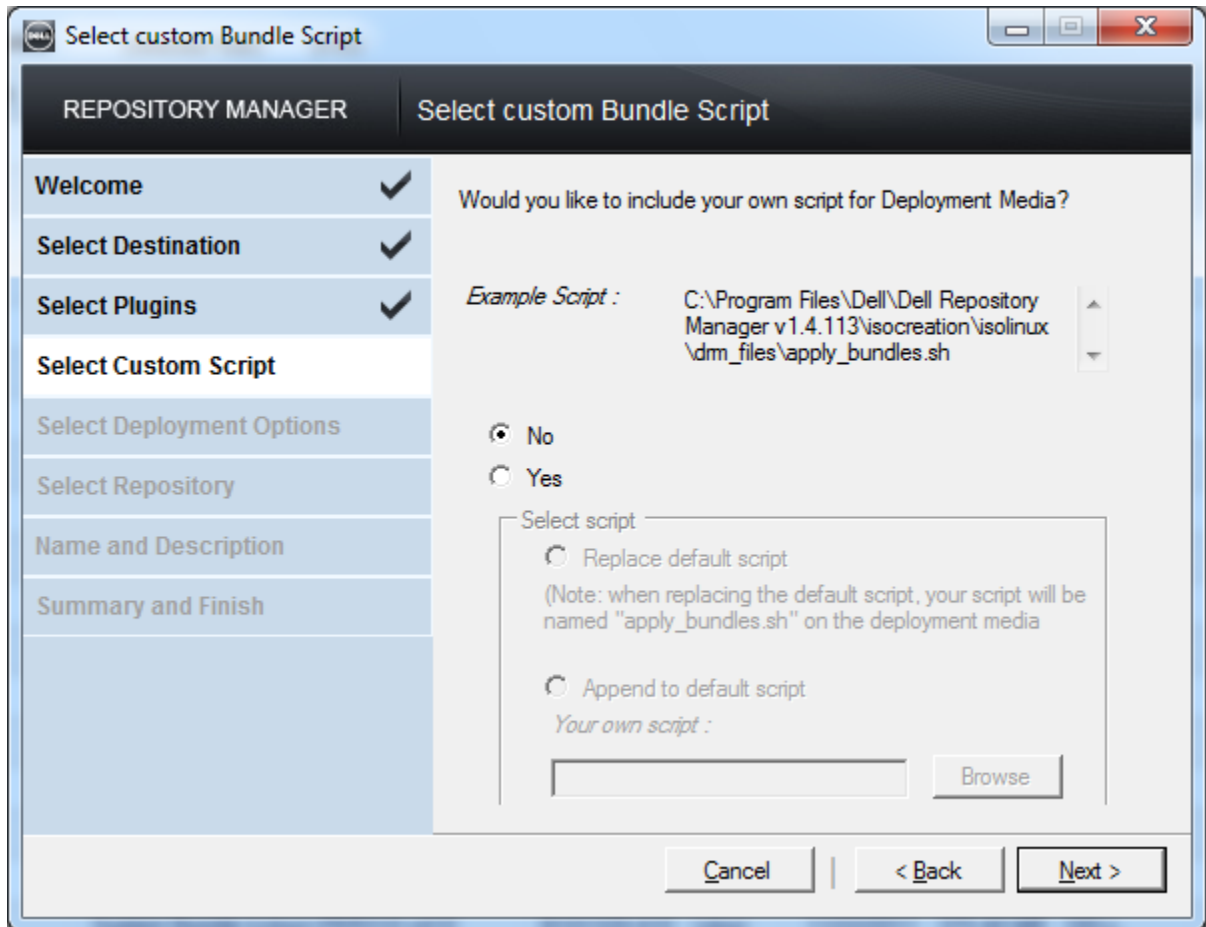 Select custom Bundle Script
REPOSITORY MANAGER
Select custom Bundle Script
Welcome
Select Destination
Select Plugins
Select Custom Script
Select Deployment Options
Select Repository
Name and Description
Summary and Finish
Would you like to include your own script for Deployment Media?
Example Script :
C:\Program Files\Dell\Dell Repository
Manager v1.4.113\isocreation\isolinux
\drm_files\apply_bundles.sh
No
Yes
Select script
Replace default script
(Note: when replacing the default script, your script will be
named "apply_bundles.sh" on the deployment media
Append to default script
Your own script :
Browse
Cancel
< Back
Next >